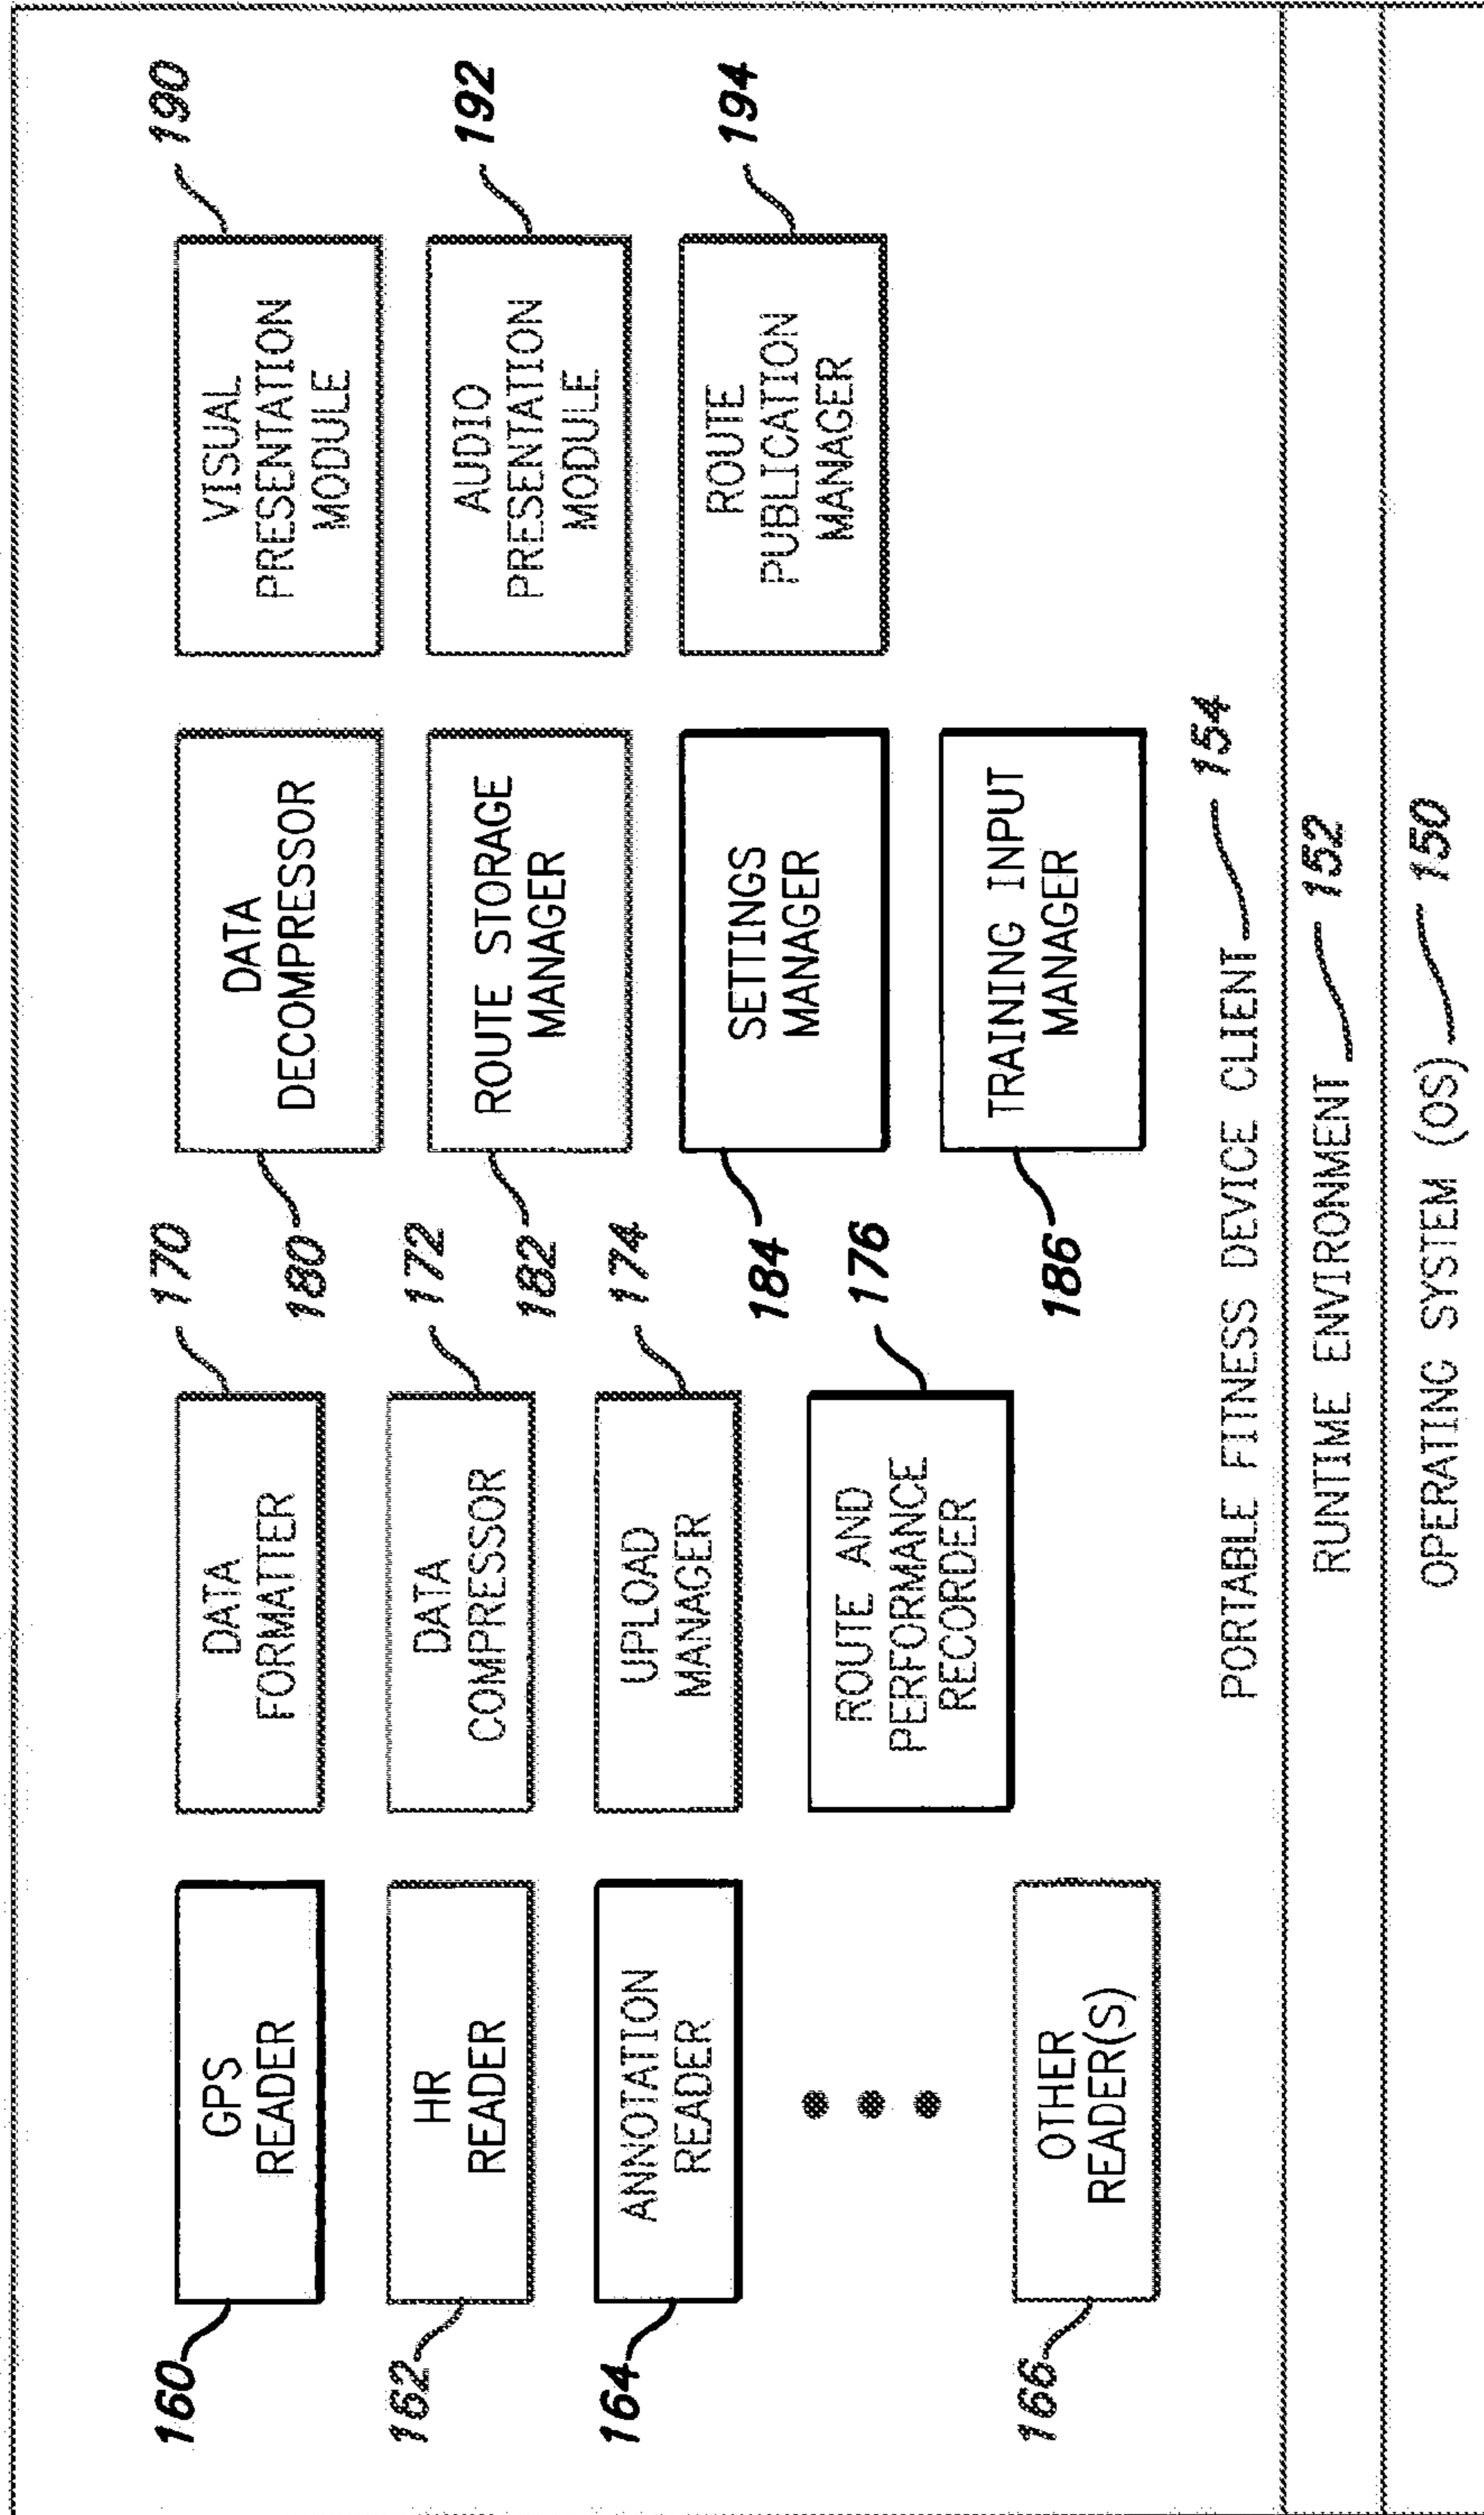 160
GPS
READER
162
HR
READER
164
ANNOTATION
READER
166
OTHER
READER(S)
170
DATA
FORMATTER
172
DATA
COMPRESSOR
174
UPLOAD
MANAGER
176
ROUTE AND
PERFORMANCE
RECORDER
180
DATA
DECOMPRESSOR
182
ROUTE STORAGE
MANAGER
184
SETTINGS
MANAGER
186
TRAINING INPUT
MANAGER
190
VISUAL
PRESENTATION
MODULE
192
AUDIO
PRESENTATION
MODULE
194
ROUTE
PUBLICATION
MANAGER
PORTABLE FITNESS DEVICE CLIENT 154
RUNTIME ENVIRONMENT 152
OPERATING SYSTEM (OS) 150